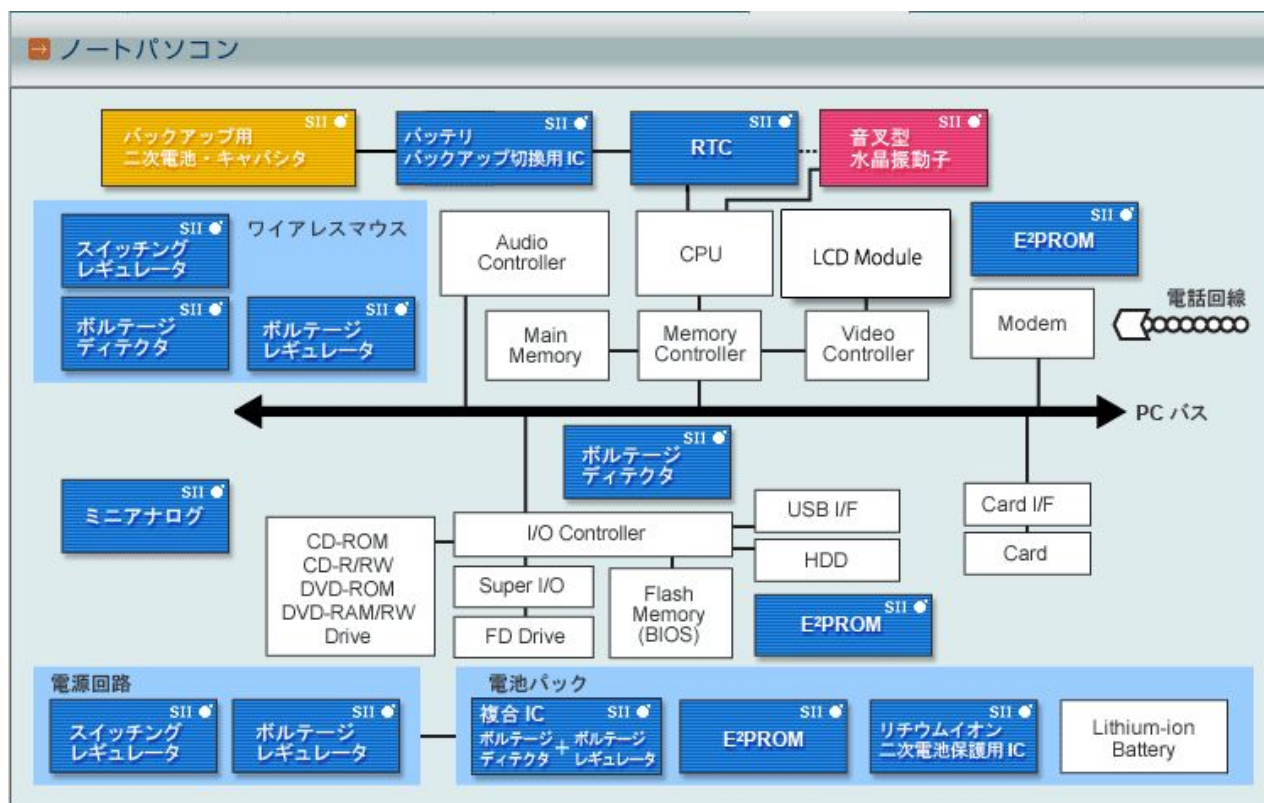 ノートパソコン
SII
バックアップ用
二次電池・キャパシタ
SII
バッテリ
バックアップ切換用 IC
SII
RTC
SII
音叉型
水晶振動子
SII
スイッチング
レギュレータ
ワイアレスマウス
SII
ボルテージ
ディテクタ
SII
ボルテージ
レギュレータ
Audio
Controller
CPU
LCD Module
SII
E²PROM
Main
Memory
Memory
Controller
Video
Controller
Modem
電話回線
PC バス
SII
ボルテージ
ディテクタ
SII
ミニアナログ
CD-ROM
CD-R/RW
DVD-ROM
DVD-RAM/RW
Drive
I/O Controller
Super I/O
FD Drive
Flash
Memory
(BIOS)
USB I/F
HDD
SII
E²PROM
Card I/F
Card
電源回路
SII
スイッチング
レギュレータ
SII
ボルテージ
レギュレータ
電池パック
複合 IC SII
ボルテージ + ボルテージ
ディテクタ レギュレータ
SII
E²PROM
SII
リチウムイオン
二次電池保護用 IC
Lithium-ion
Battery